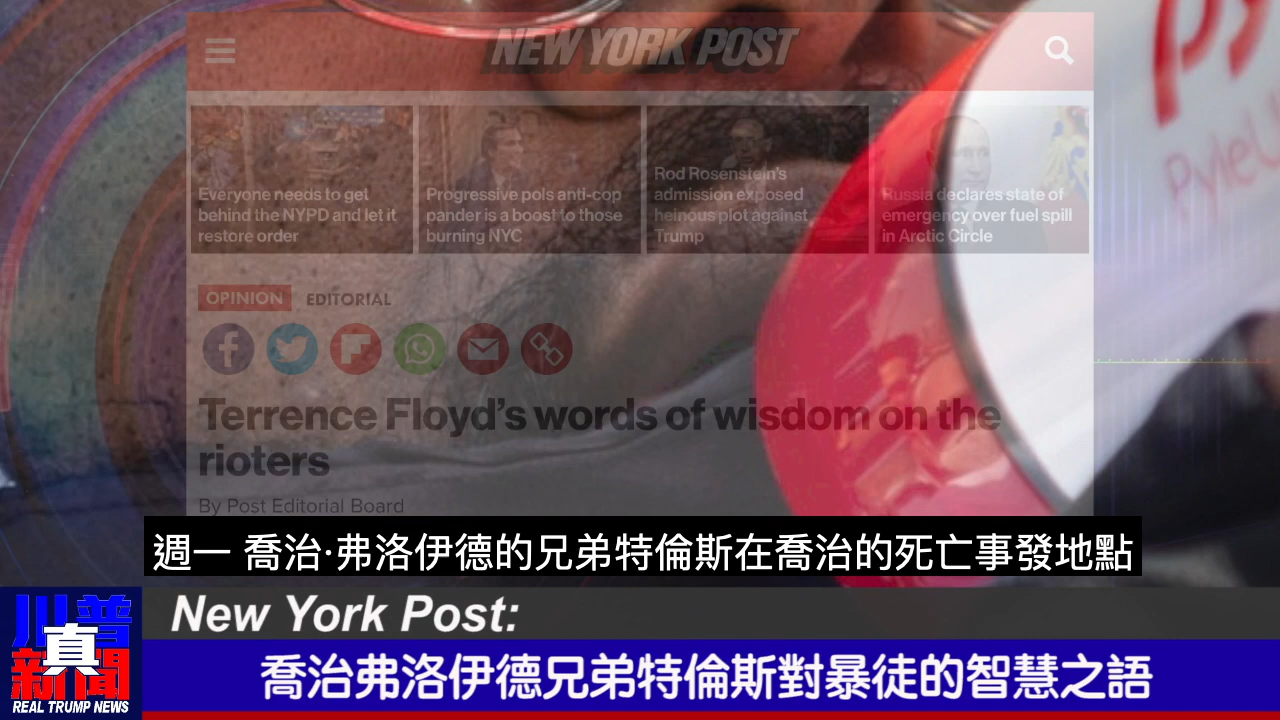 NEW YORK POST
Py
PyleU
Everyone needs to get
behind the NYPD and let it
restore order
Progressive pols anti-cop
pander is a boost to those
burning NYC
Rod Rosenstein's
admission exposed
heinous plot against
Trump
Russia declares state of
emergency over fuel spill
in Arctic Circle
OPINION EDITORIAL
Terrence Floyd's words of wisdom on the
rioters
By Post Editorial Board
週一 喬治·弗洛伊德的兄弟特倫斯在喬治的死亡事發地點
New York Post:
喬治弗洛伊德兄弟特倫斯對暴徒的智慧之語
川普
真
新聞
REAL TRUMP NEWS